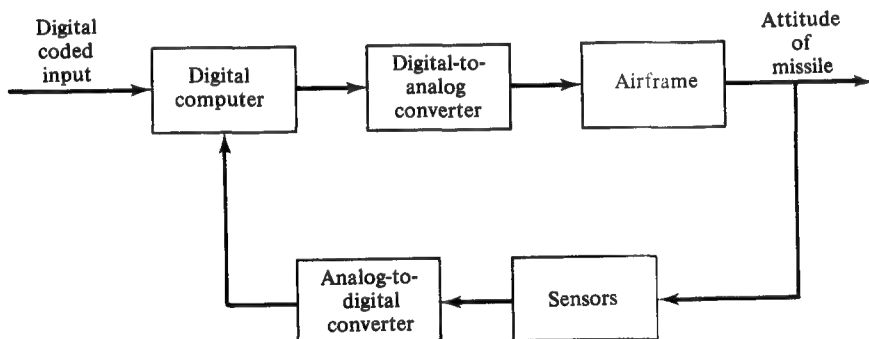 Digital
coded
input
Digital
computer
Digital-to-
analog
converter
Airframe
Attitude
of
missile
Analog-to-
digital
converter
Sensors